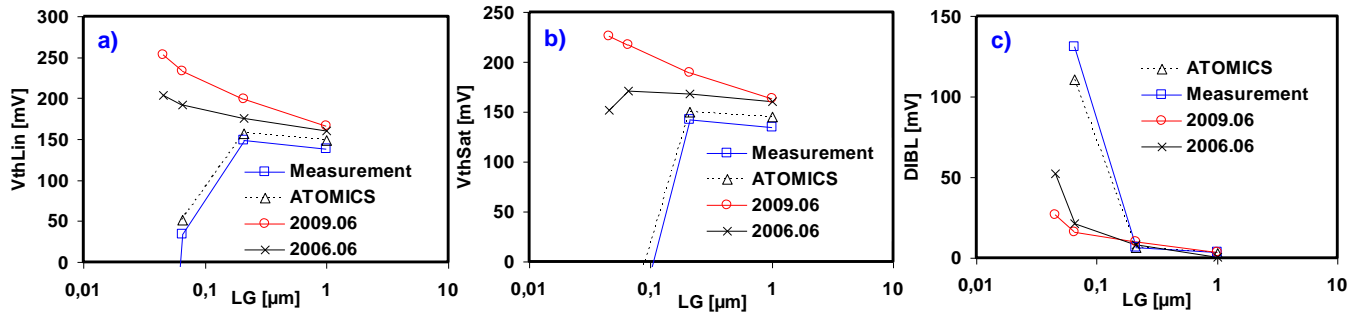 a)
VthLin [mV]
300
250
200
150
100
50
0
0,01
0,1
1
10
LG [µm]
Measurement
ATOMICS
2009.06
2006.06
b)
VthSat [mV]
250
200
150
100
50
0
0,01
0,1
1
10
LG [µm]
Measurement
ATOMICS
2009.06
2006.06
c)
DIBL [mV]
150
100
50
0
0,01
0,1
1
10
LG [µm]
ATOMICS
Measurement
2009.06
2006.06